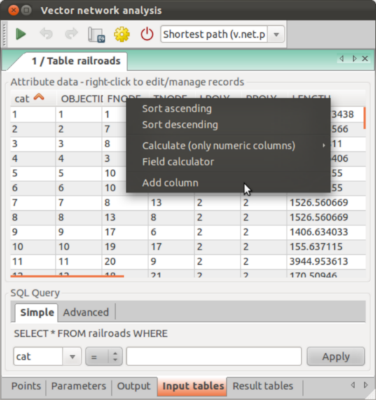 Vector network analysis
Shortest path (v.net.p
1 / Table railroads
Attribute data - right-click to edit/manage records
cat OBJECTID FNODE TNODE LPOLY RPOLY LENGTH
1 1 1 3438
2 2 7 566
3 3 8
4 4 3 406
5 5 10 55
6 6 10 55
7 7 8 13 2 2 1526.560669
8 8 13 8 2 2 1526.560669
9 9 17 6 2 2 1406.634033
10 10 19 17 2 2 155.637115
11 11 20 9 2 2 3944.953613
12 12 18 21 2 2 170.50946
Sort ascending
Sort descending
Calculate (only numeric columns)
Field calculator
Add column
SQL Query
Simple Advanced
SELECT * FROM railroads WHERE
cat = Apply
Points Parameters Output Input tables Result tables